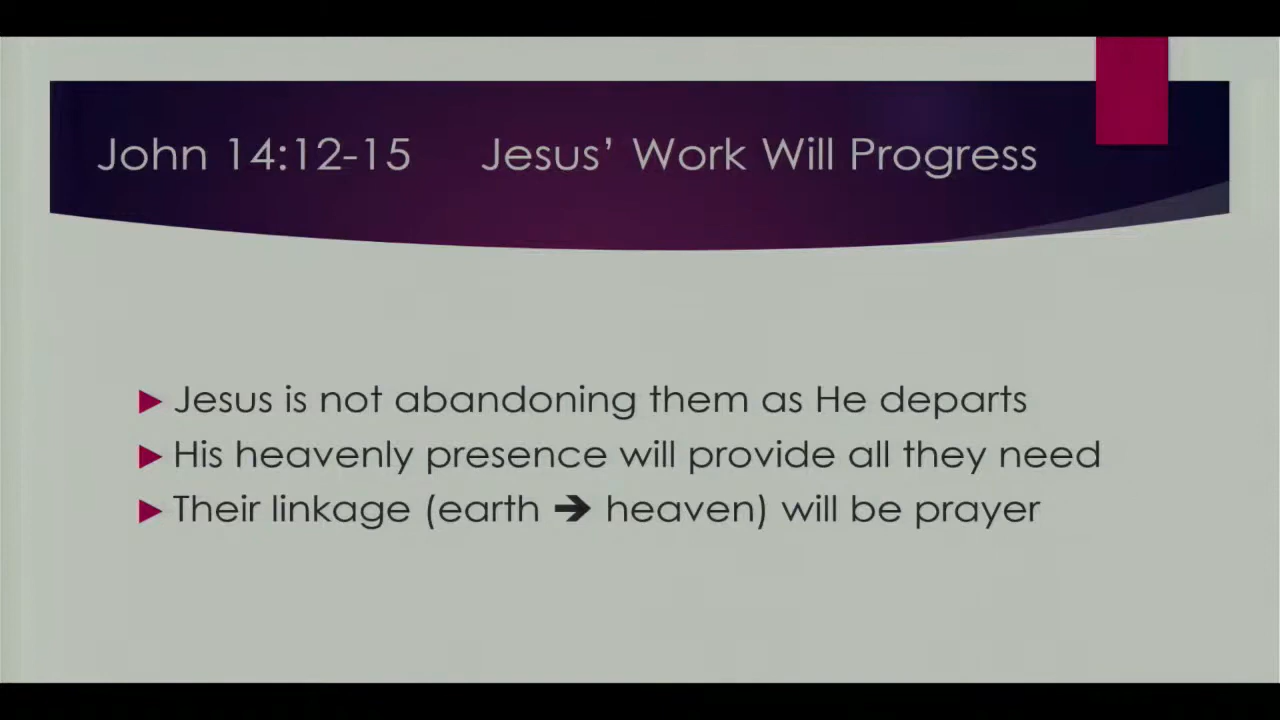 John 14:12-15 Jesus’ Work Will Progress
Jesus is not abandoning them as He departs
His heavenly presence will provide all they need
Their linkage (earth ➔ heaven) will be prayer